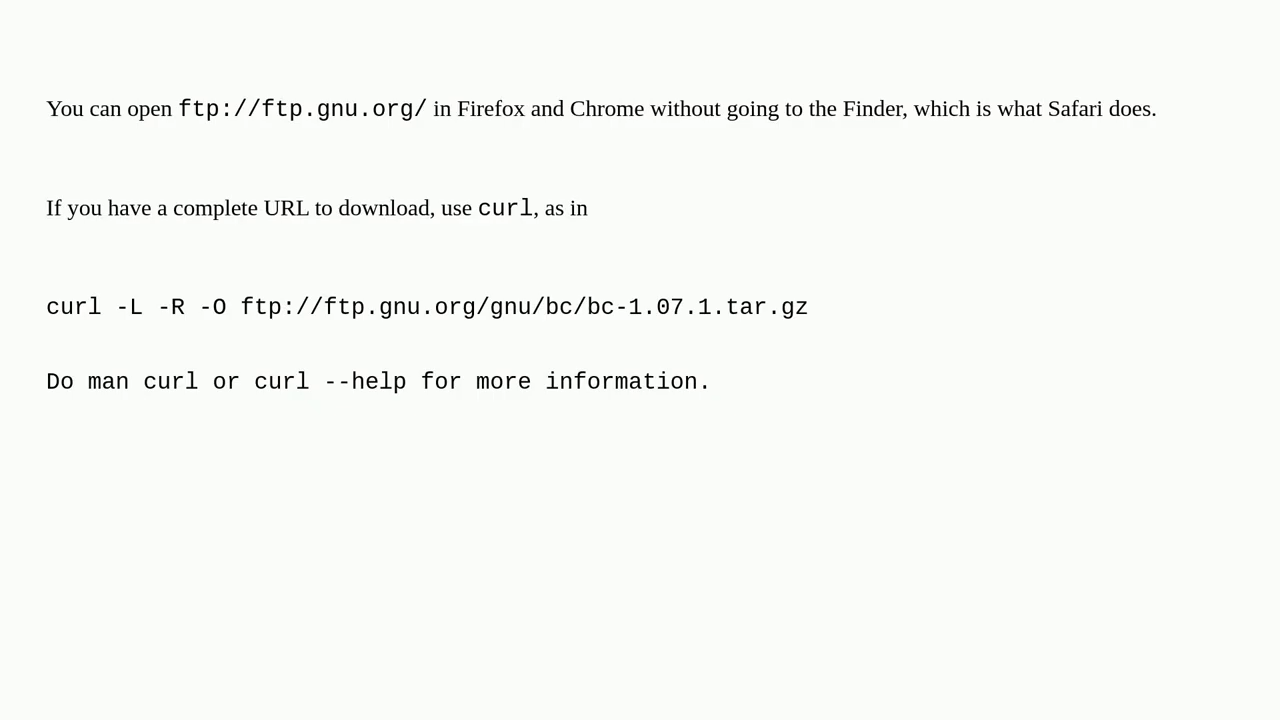 You can open ftp://ftp.gnu.org/ in Firefox and Chrome without going to the Finder, which is what Safari does.
If you have a complete URL to download, use curl, as in
curl -L -R -O ftp://ftp.gnu.org/gnu/bc/bc-1.07.1.tar.gz
Do man curl or curl --help for more information.